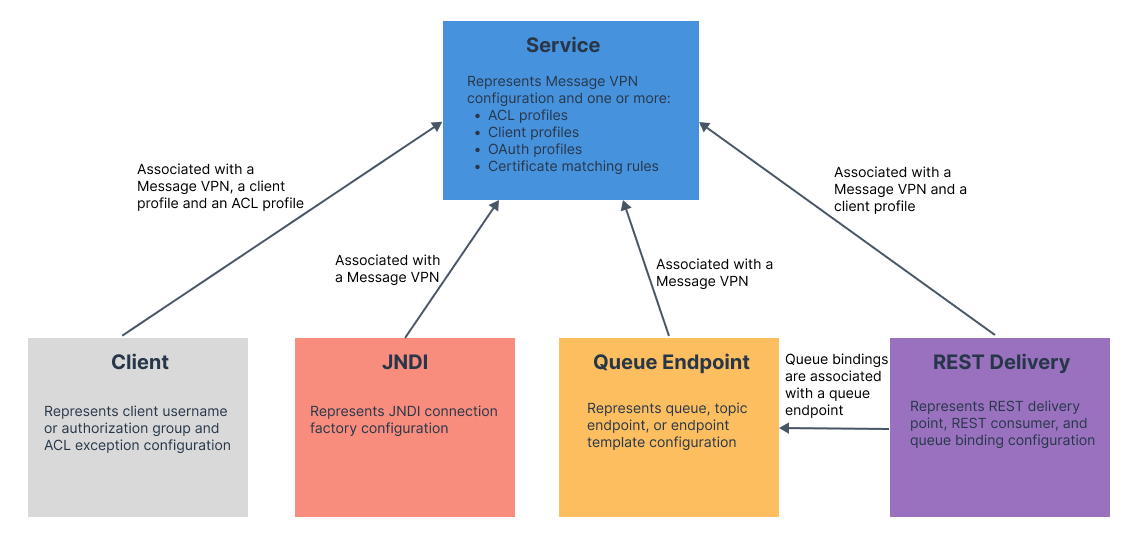 Service
Represents Message VPN
configuration and one or more:
• ACL profiles
• Client profiles
• OAuth profiles
• Certificate matching rules
Associated with a
Message VPN, a client
profile and an ACL profile
Associated with
a Message VPN
Associated with a
Message VPN
Associated with a
Message VPN and a
client profile
Client
Represents client username
or authorization group and
ACL exception configuration
JNDI
Represents JNDI connection
factory configuration
Queue Endpoint
Represents queue, topic
endpoint, or endpoint
template configuration
Queue bindings
are associated
with a queue
endpoint
REST Delivery
Represents REST delivery
point, REST consumer, and
queue binding configuration